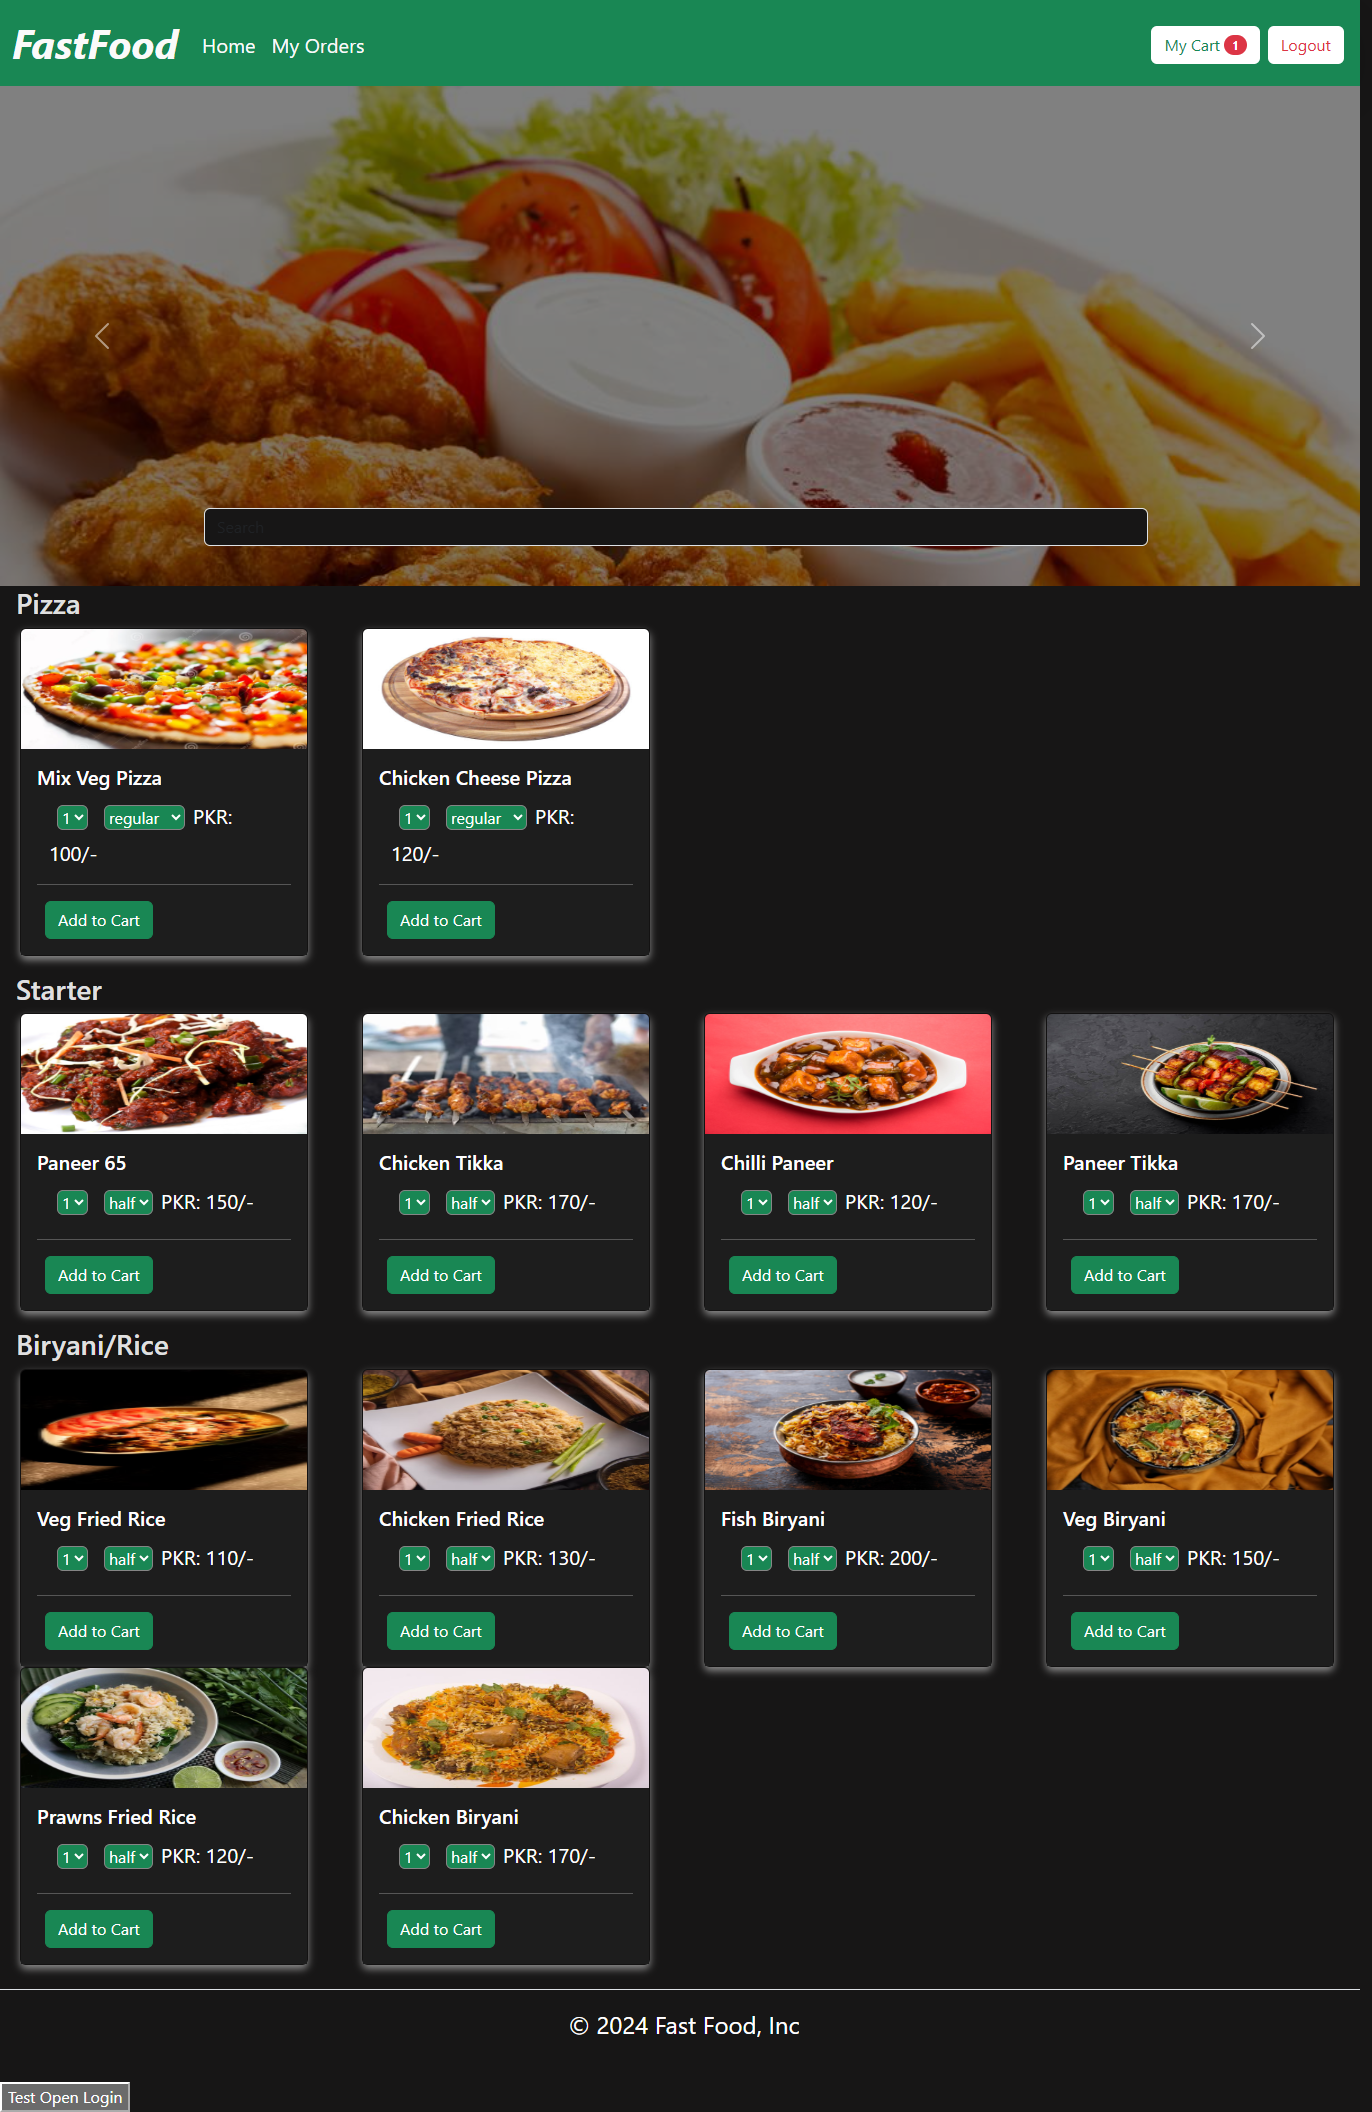 FastFood Home My Orders My Cart 1 Logout
Search
Pizza
Mix Veg Pizza Chicken Cheese Pizza
1 regular PKR: 1 regular PKR:
100/- 120/-
Add to Cart Add to Cart
Starter
Paneer 65 Chicken Tikka Chilli Paneer Paneer Tikka
1 half PKR: 150/- 1 half PKR: 170/- 1 half PKR: 120/- 1 half PKR: 170/-
Add to Cart Add to Cart Add to Cart Add to Cart
Biryani/Rice
Veg Fried Rice Chicken Fried Rice Fish Biryani Veg Biryani
1 half PKR: 110/- 1 half PKR: 130/- 1 half PKR: 200/- 1 half PKR: 150/-
Add to Cart Add to Cart Add to Cart Add to Cart
Prawns Fried Rice Chicken Biryani
1 half PKR: 120/- 1 half PKR: 170/-
Add to Cart Add to Cart
© 2024 Fast Food, Inc
Test Open Login